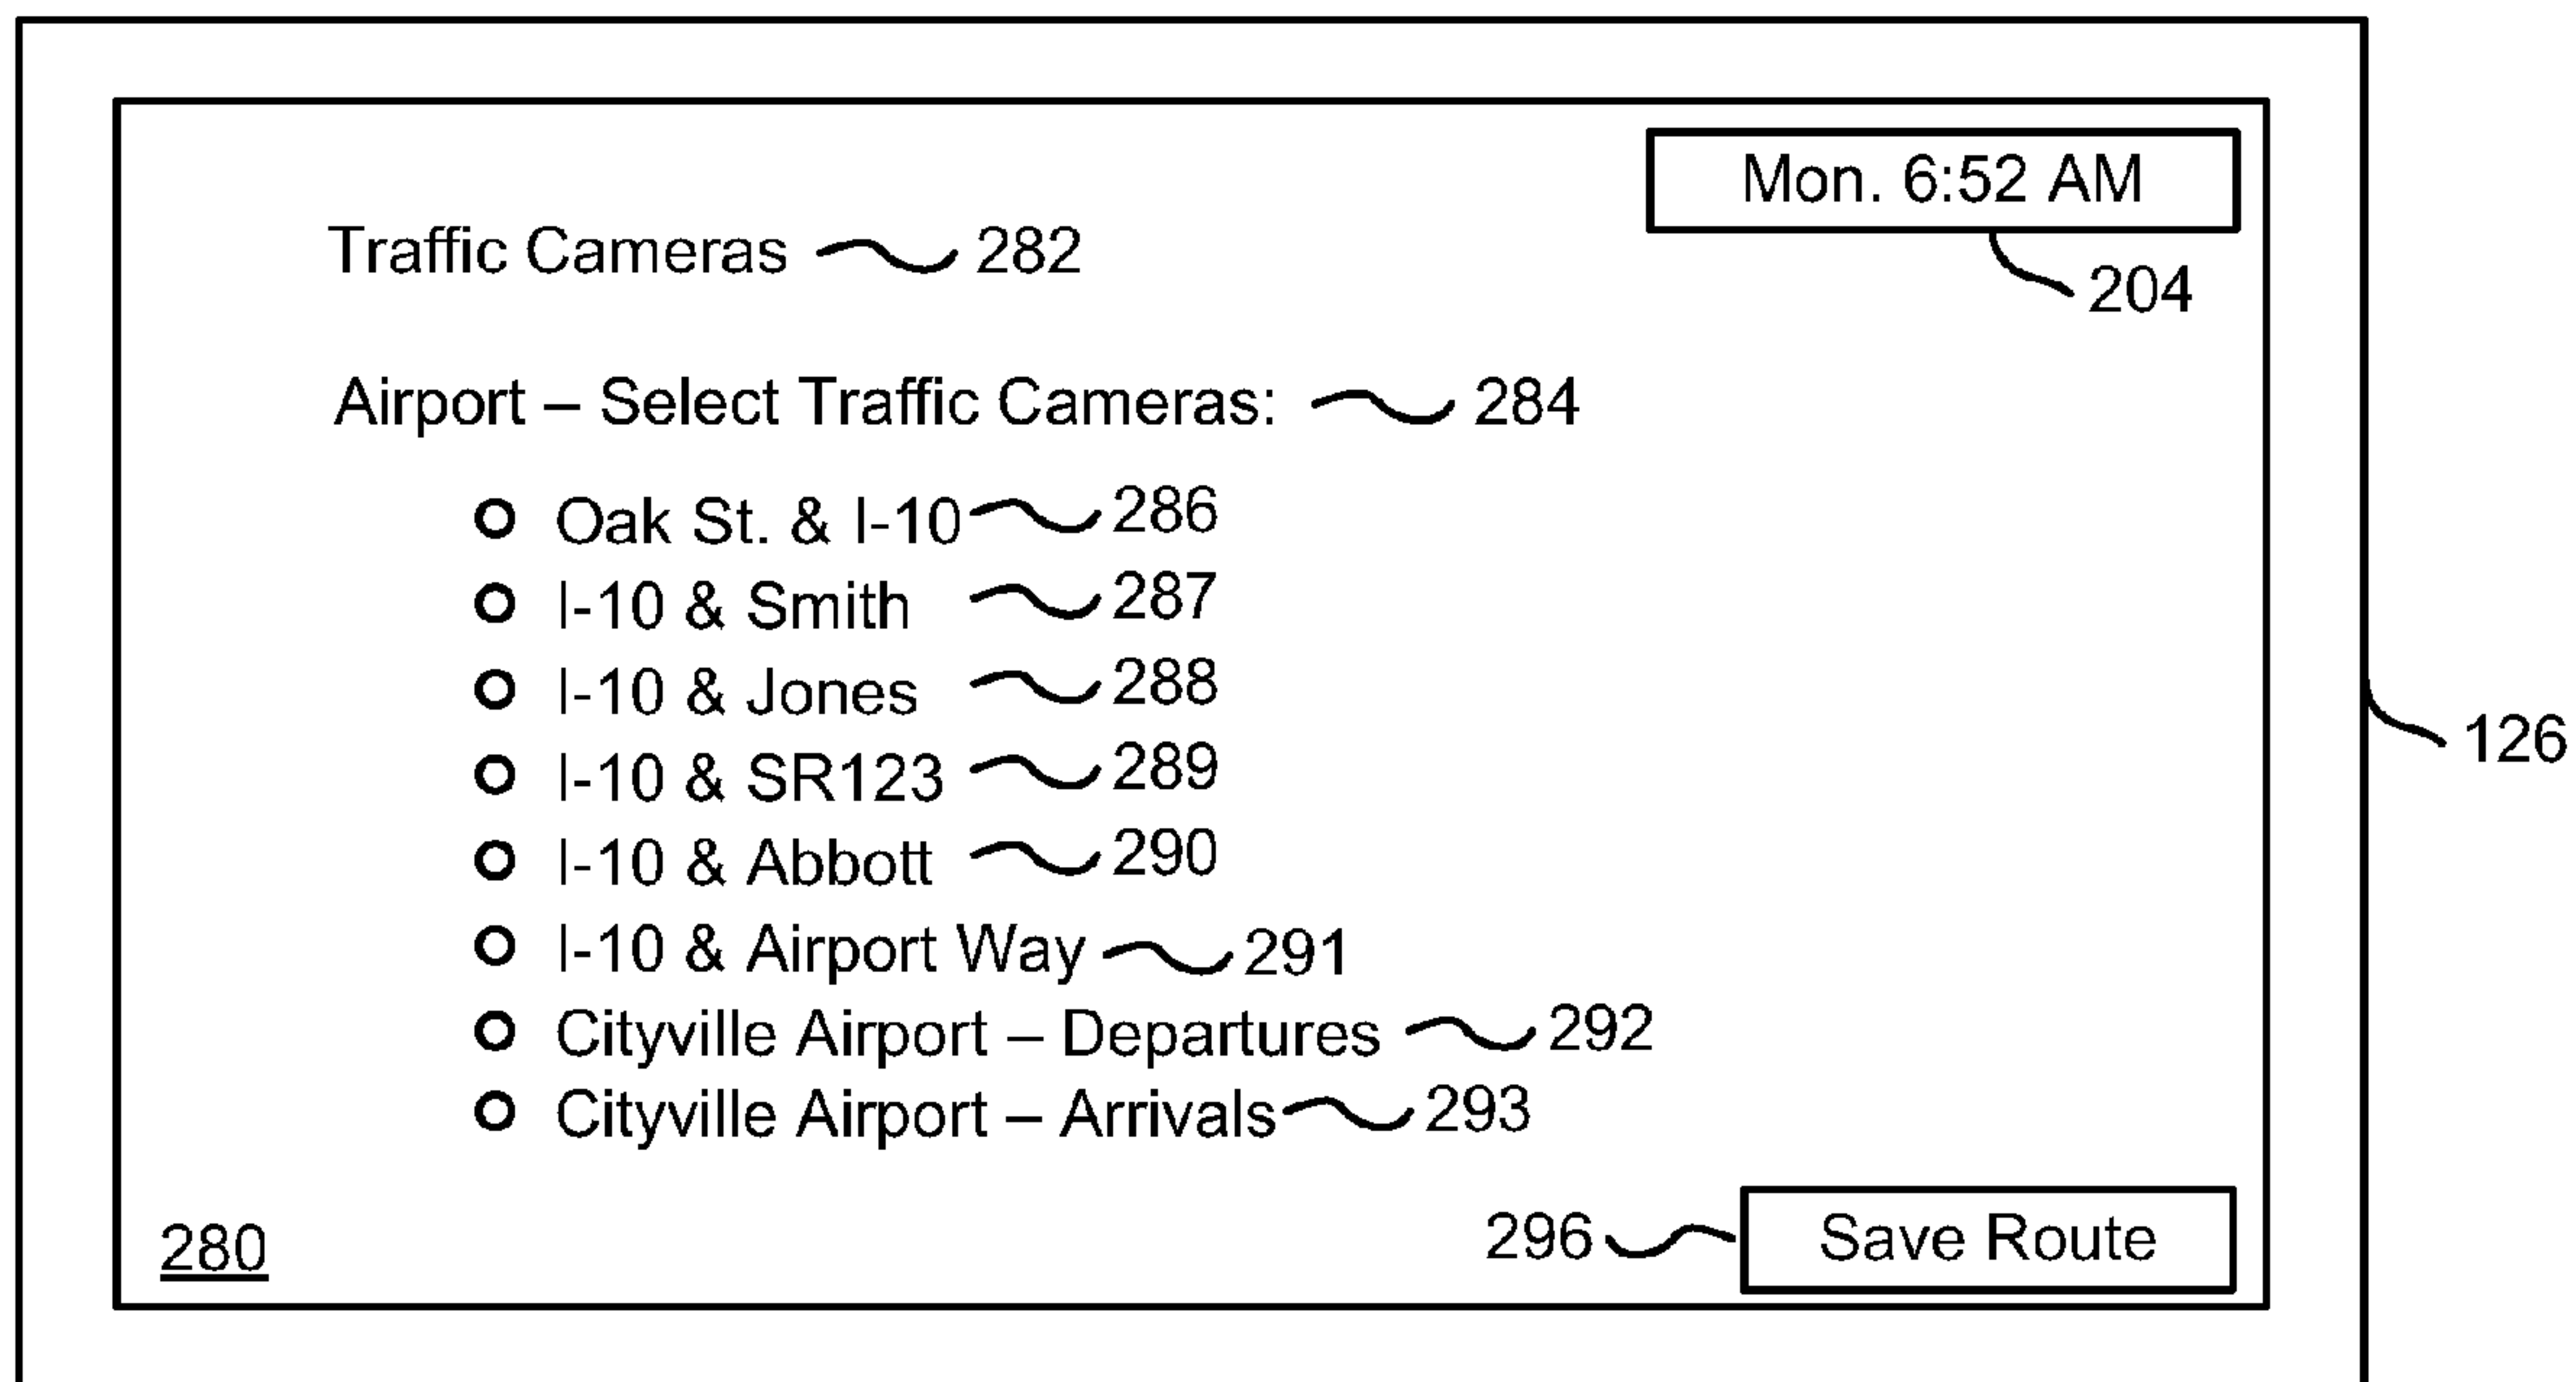 Mon. 6:52 AM
Traffic Cameras 282
204
Airport – Select Traffic Cameras: 284
Oak St. & I-10 286
I-10 & Smith 287
I-10 & Jones 288
126
I-10 & SR123 289
I-10 & Abbott 290
I-10 & Airport Way 291
Cityville Airport – Departures 292
Cityville Airport – Arrivals 293
280
296 Save Route